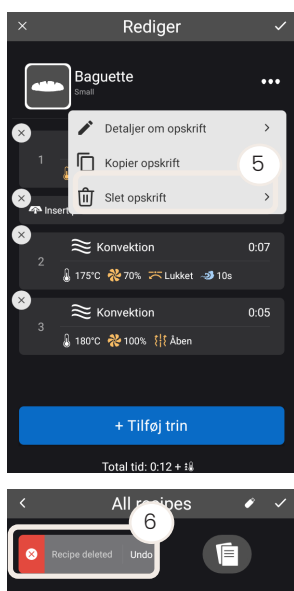 Rediger
Baguette
Small
Detaljer om opskrift
1
Kopier opskrift
5
Slet opskrift
Insert
Konvektion 0:07
2
175°C 70% Lukket 10s
Konvektion 0:05
3
180°C 100% Åben
+ Tilføj trin
Total tid: 0:12 +
All recipes
6
Recipe deleted Undo